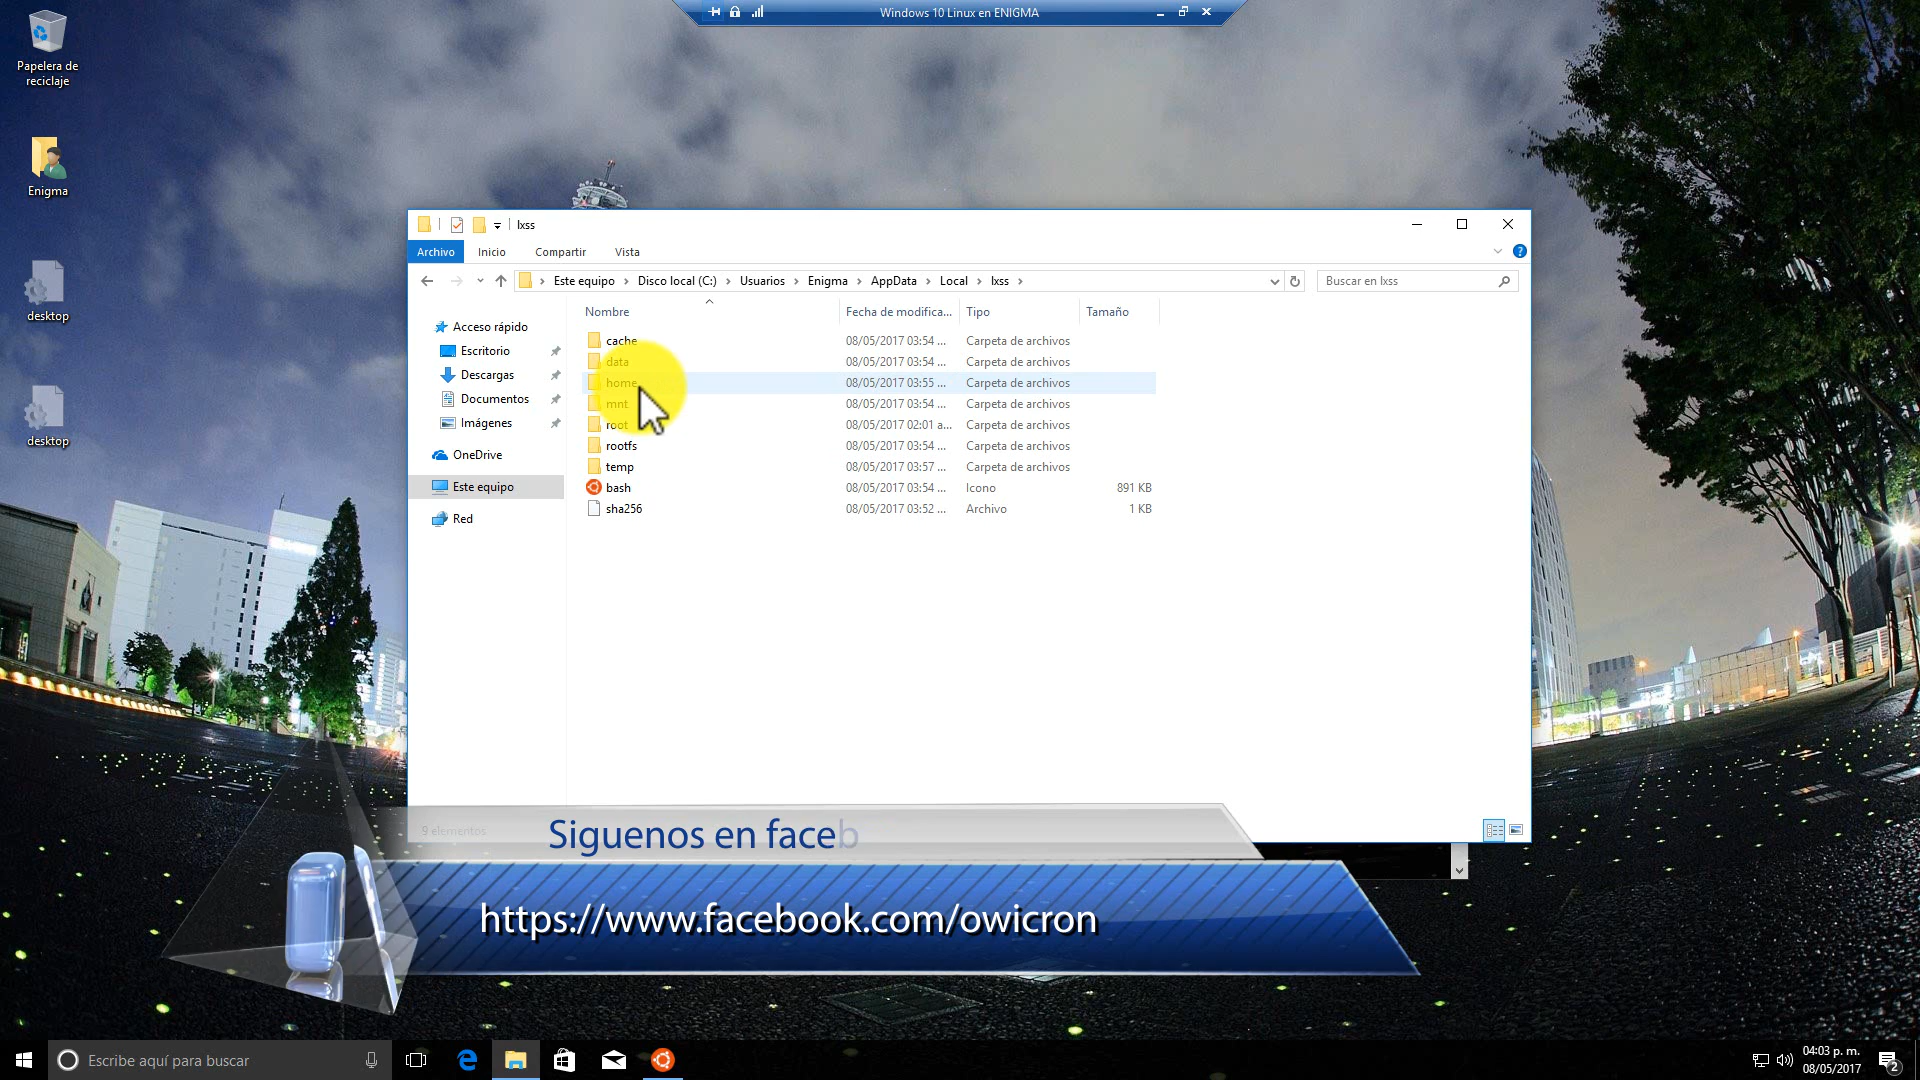 Windows 10 Linux en ENIGMA
Papelera de
reciclaje
Enigma
desktop
desktop
lxss
Archivo Inicio Compartir Vista
Este equipo Disco local (C:) Usuarios Enigma AppData Local lxss
Buscar en lxss
Nombre Fecha de modifica... Tipo Tamaño
Acceso rápido
Escritorio
Descargas
Documentos
Imágenes
OneDrive
Este equipo
Red
cache 08/05/2017 03:54 ... Carpeta de archivos
data 08/05/2017 03:54 ... Carpeta de archivos
home 08/05/2017 03:55 ... Carpeta de archivos
mnt 08/05/2017 03:54 ... Carpeta de archivos
root 08/05/2017 02:01 a... Carpeta de archivos
rootfs 08/05/2017 03:54 ... Carpeta de archivos
temp 08/05/2017 03:57 ... Carpeta de archivos
bash 08/05/2017 03:54 ... Icono 891 KB
sha256 08/05/2017 03:52 ... Archivo 1 KB
9 elementos
Siguenos en faceb
https://www.facebook.com/owicron
Escribe aquí para buscar
04:03 p. m.
08/05/2017
2